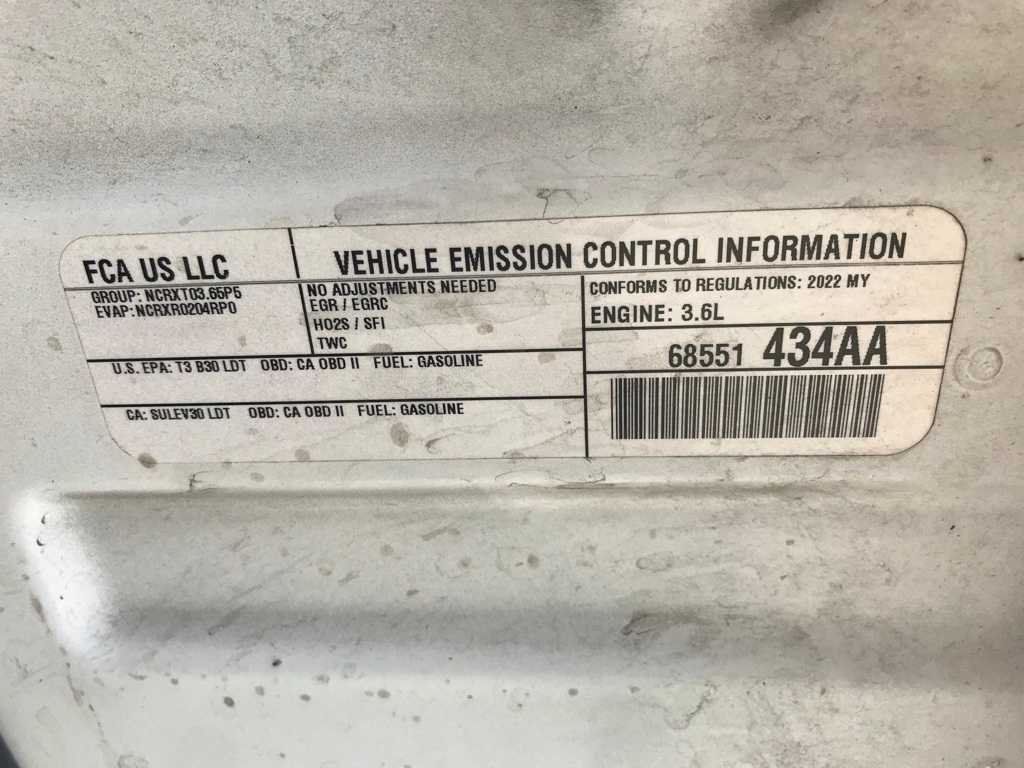 FCA US LLC
VEHICLE EMISSION CONTROL INFORMATION
GROUP: NCRXT03.65P5
EVAP:NCRXR0204RP0
NO ADJUSTMENTS NEEDED
EGR / EGRC
HO2S / SFI
TWC
CONFORMS TO REGULATIONS: 2022 MY
ENGINE: 3.6L
68551 434AA
U.S. EPA: T3 B30 LDT OBD: CA OBD II FUEL: GASOLINE
CA: SULEV30 LDT OBD: CA OBD II FUEL: GASOLINE